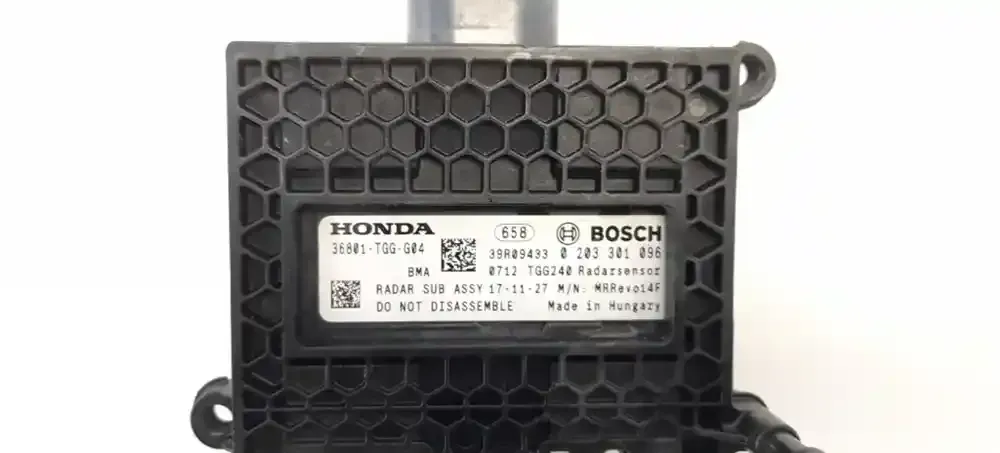 HONDA 658 BOSCH
36801-TGG-G04 39R09433 0 203 301 096
BMA 0712 TGG240 Radarsensor
RADAR SUB ASSY 17-11-27 M/N: MRRevo14F
DO NOT DISASSEMBLE Made in Hungary